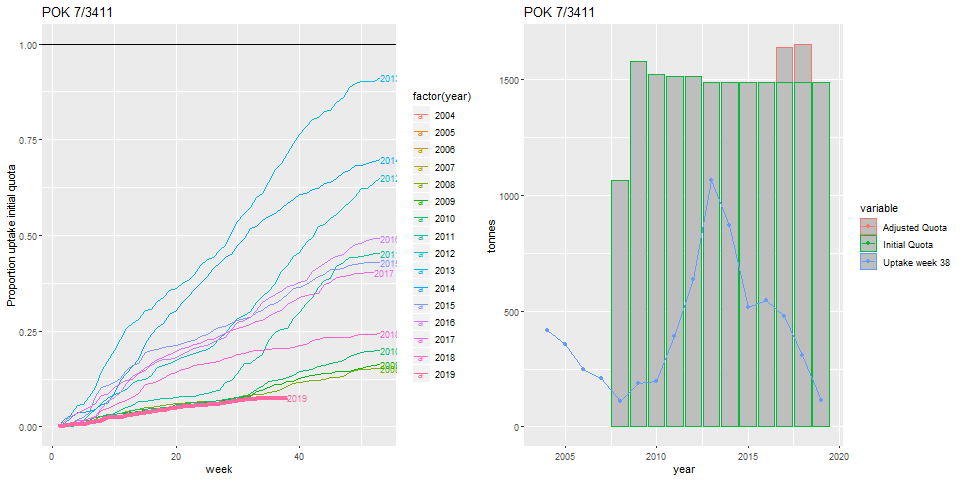 POK 7/3411
Proportion uptake initial quota
1.00
0.75
0.50
0.25
0.00
0
20
40
week
2013
2014
2012
2016
2011
2015
2017
2018
2010
2019
factor(year)
a 2004
a 2005
a 2006
a 2007
a 2008
a 2009
a 2010
a 2011
a 2012
a 2013
a 2014
a 2015
a 2016
a 2017
a 2018
a 2019
POK 7/3411
tonnes
1500
1000
500
0
2005
2010
2015
2020
year
variable
Adjusted Quota
Initial Quota
Uptake week 38